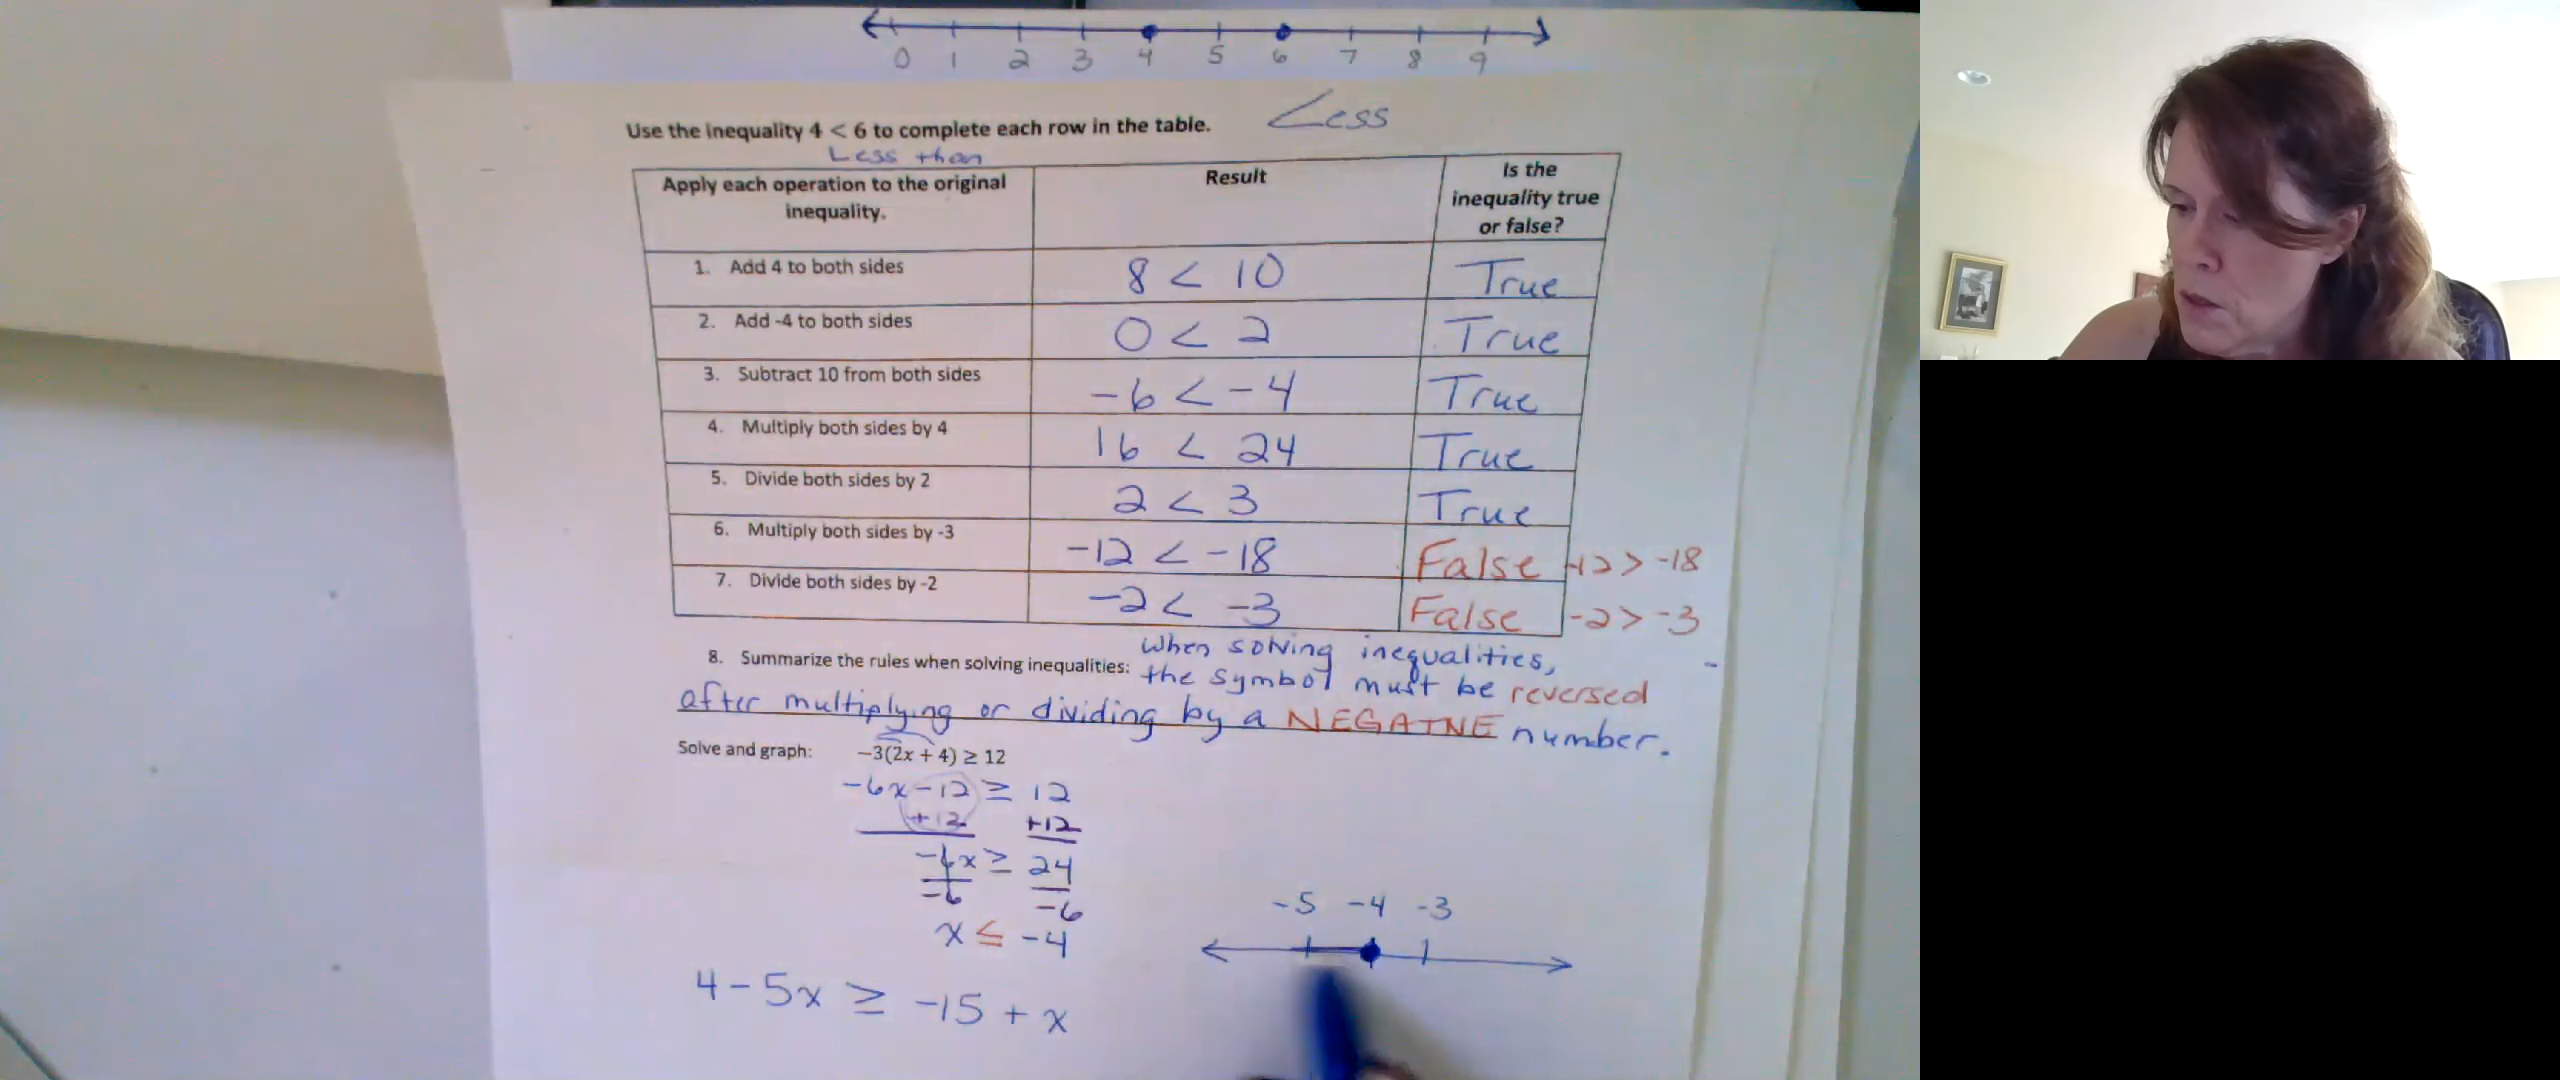 0 1 2 3 4 5 6 7 8 9
Use the inequality 4 < 6 to complete each row in the table. Less
Less than
Apply each operation to the original inequality. Result Is the inequality true or false?
1. Add 4 to both sides 8 < 10 True
2. Add -4 to both sides 0 < 2 True
3. Subtract 10 from both sides -6 < -4 True
4. Multiply both sides by 4 16 < 24 True
5. Divide both sides by 2 2 < 3 True
6. Multiply both sides by -3 -12 < -18 False -12 > -18
7. Divide both sides by -2 -2 < -3 False -2 > -3
8. Summarize the rules when solving inequalities: When solving inequalities,
the symbol must be reversed
after multiplying or dividing by a NEGATIVE number.
Solve and graph: −3(2x + 4) ≥ 12
-6x-12 ≥ 12
+12 +12
-6x ≥ 24
-6 -6
x ≤ -4
-5 -4 -3
4-5x ≥ -15 + x